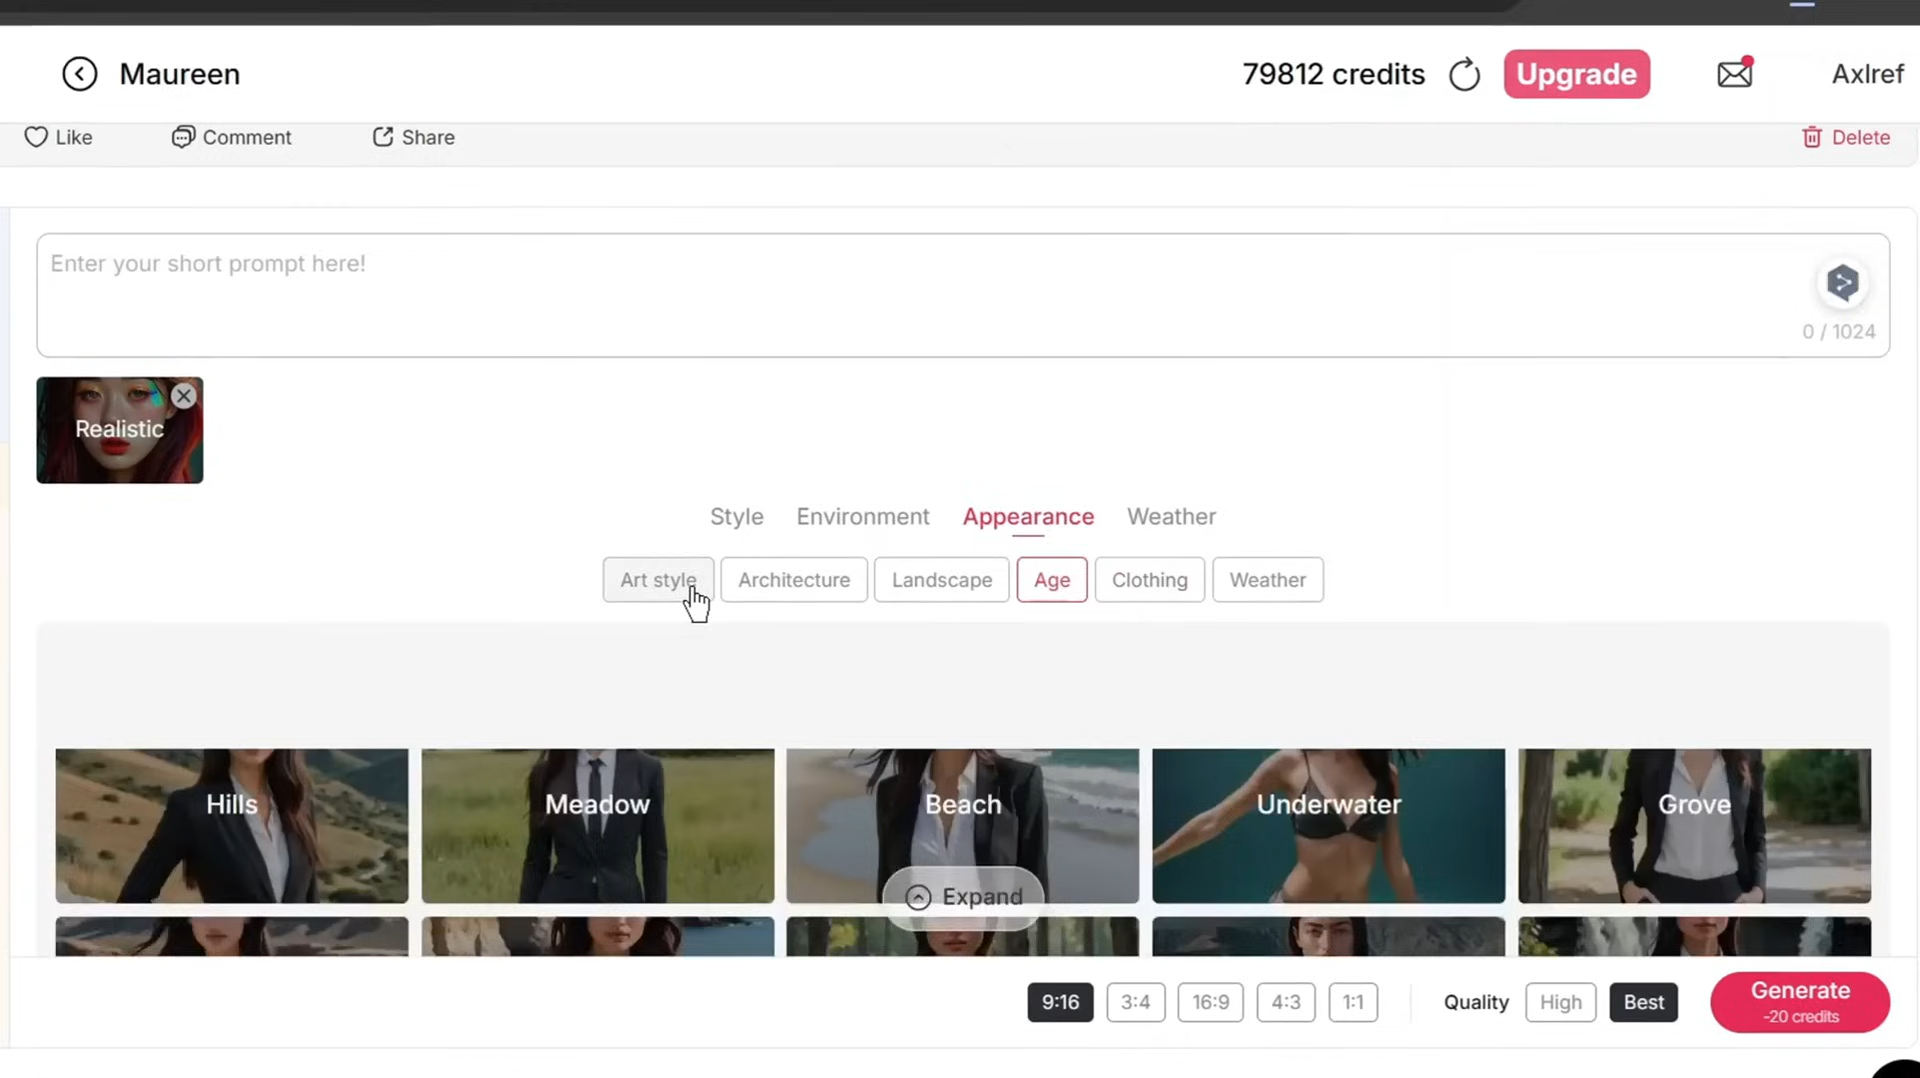 Maureen
79812 credits
Upgrade
Axlref
Like
Comment
Share
Delete
Enter your short prompt here!
0 / 1024
Realistic
Style Environment Appearance Weather
Art style Architecture Landscape Age Clothing Weather
Hills
Meadow
Beach
Underwater
Grove
Expand
9:16 3:4 16:9 4:3 1:1
Quality High Best
Generate
-20 credits